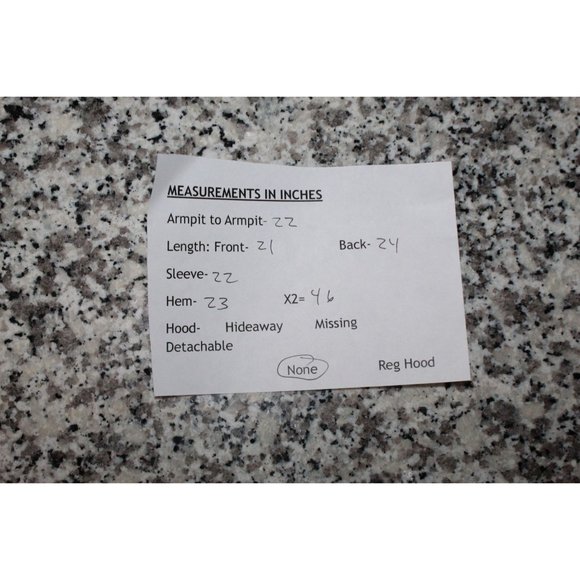 MEASUREMENTS IN INCHES
Armpit to Armpit- 22
Length: Front- 21 Back- 24
Sleeve- 22
Hem- 23 X2= 46
Hood- Hideaway Missing
Detachable
None Reg Hood